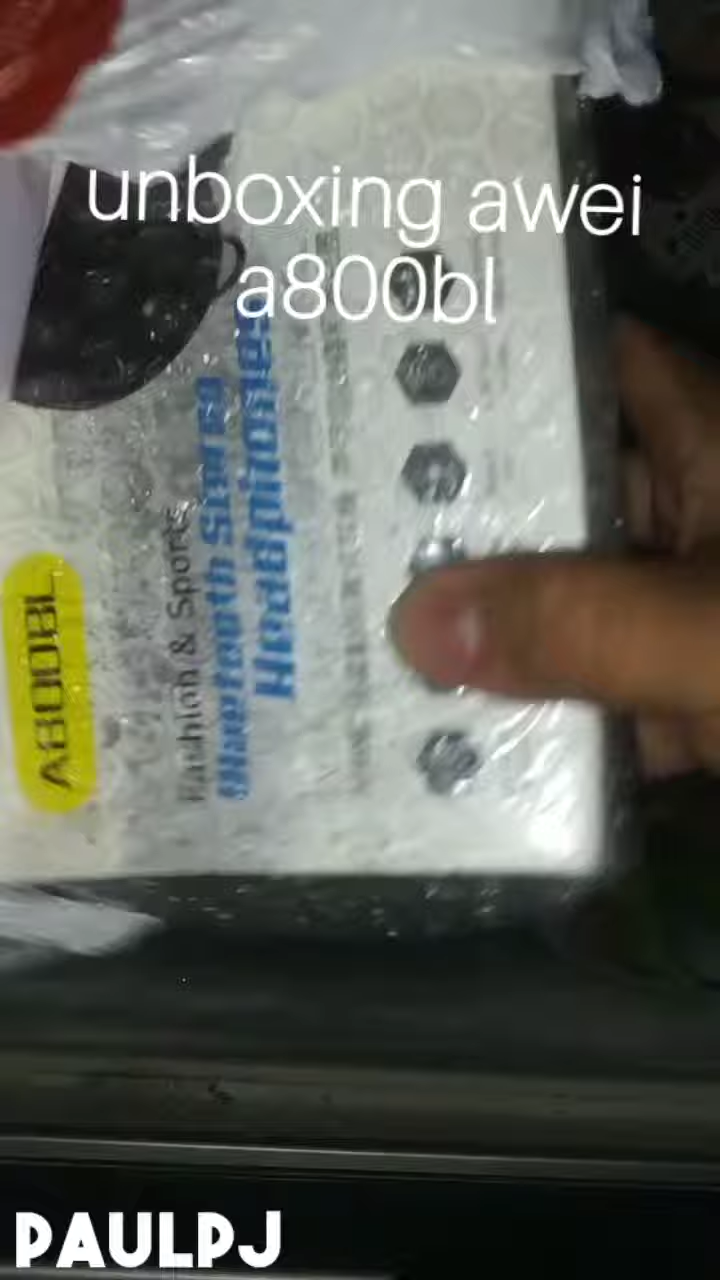 unboxing awei
a800bl
A800BL
Fashion & Sports
Bluetooth Stereo
Headphones
PAULPJ